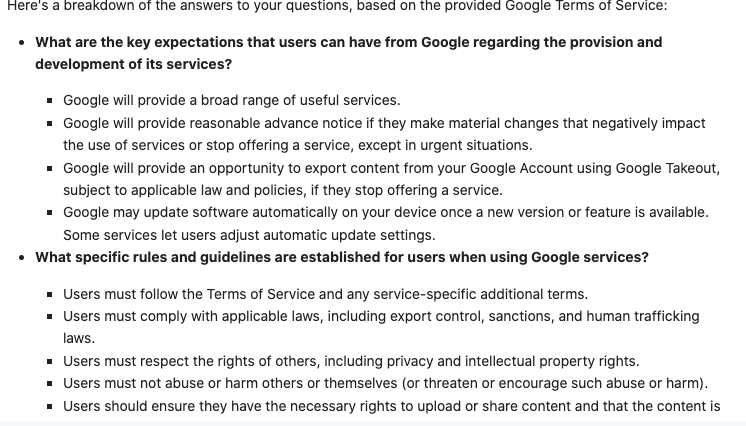 Here's a breakdown of the answers to your questions, based on the provided Google Terms of Service:
• What are the key expectations that users can have from Google regarding the provision and
development of its services?
▪ Google will provide a broad range of useful services.
▪ Google will provide reasonable advance notice if they make material changes that negatively impact
the use of services or stop offering a service, except in urgent situations.
▪ Google will provide an opportunity to export content from your Google Account using Google Takeout,
subject to applicable law and policies, if they stop offering a service.
▪ Google may update software automatically on your device once a new version or feature is available.
Some services let users adjust automatic update settings.
• What specific rules and guidelines are established for users when using Google services?
▪ Users must follow the Terms of Service and any service-specific additional terms.
▪ Users must comply with applicable laws, including export control, sanctions, and human trafficking
laws.
▪ Users must respect the rights of others, including privacy and intellectual property rights.
▪ Users must not abuse or harm others or themselves (or threaten or encourage such abuse or harm).
▪ Users should ensure they have the necessary rights to upload or share content and that the content is